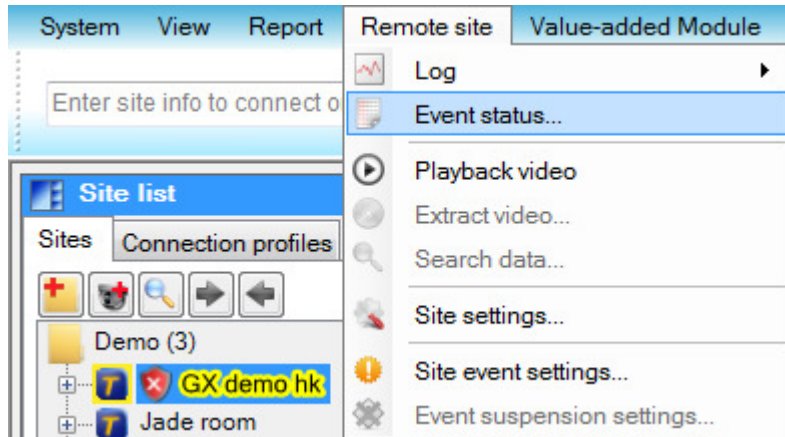 System View Report Remote site Value-added Module
Log
Enter site info to connect o
Event status...
Playback video
Site list
Extract video...
Sites Connection profiles
Search data...
Site settings...
Demo (3)
Site event settings...
T GX demo hk
Event suspension settings...
T Jade room